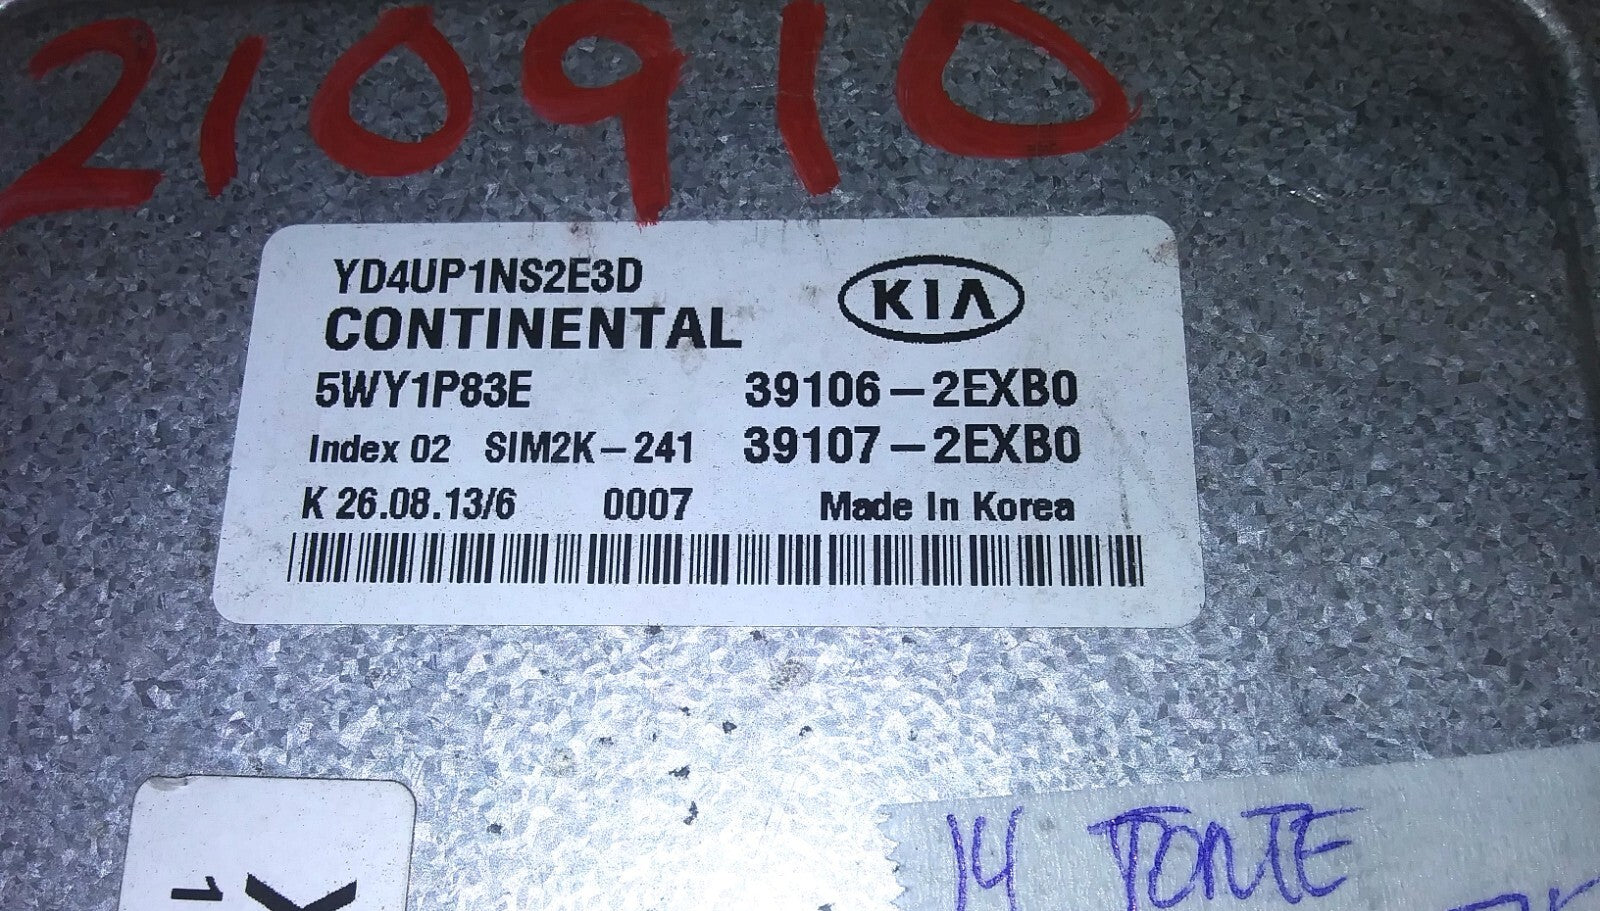 210910
YD4UP1NS2E3D
CONTINENTAL
KIA
5WY1P83E 39106-2EXB0
Index 02 SIM2K-241 39107-2EXB0
K 26.08.13/6 0007 Made In Korea
14
1